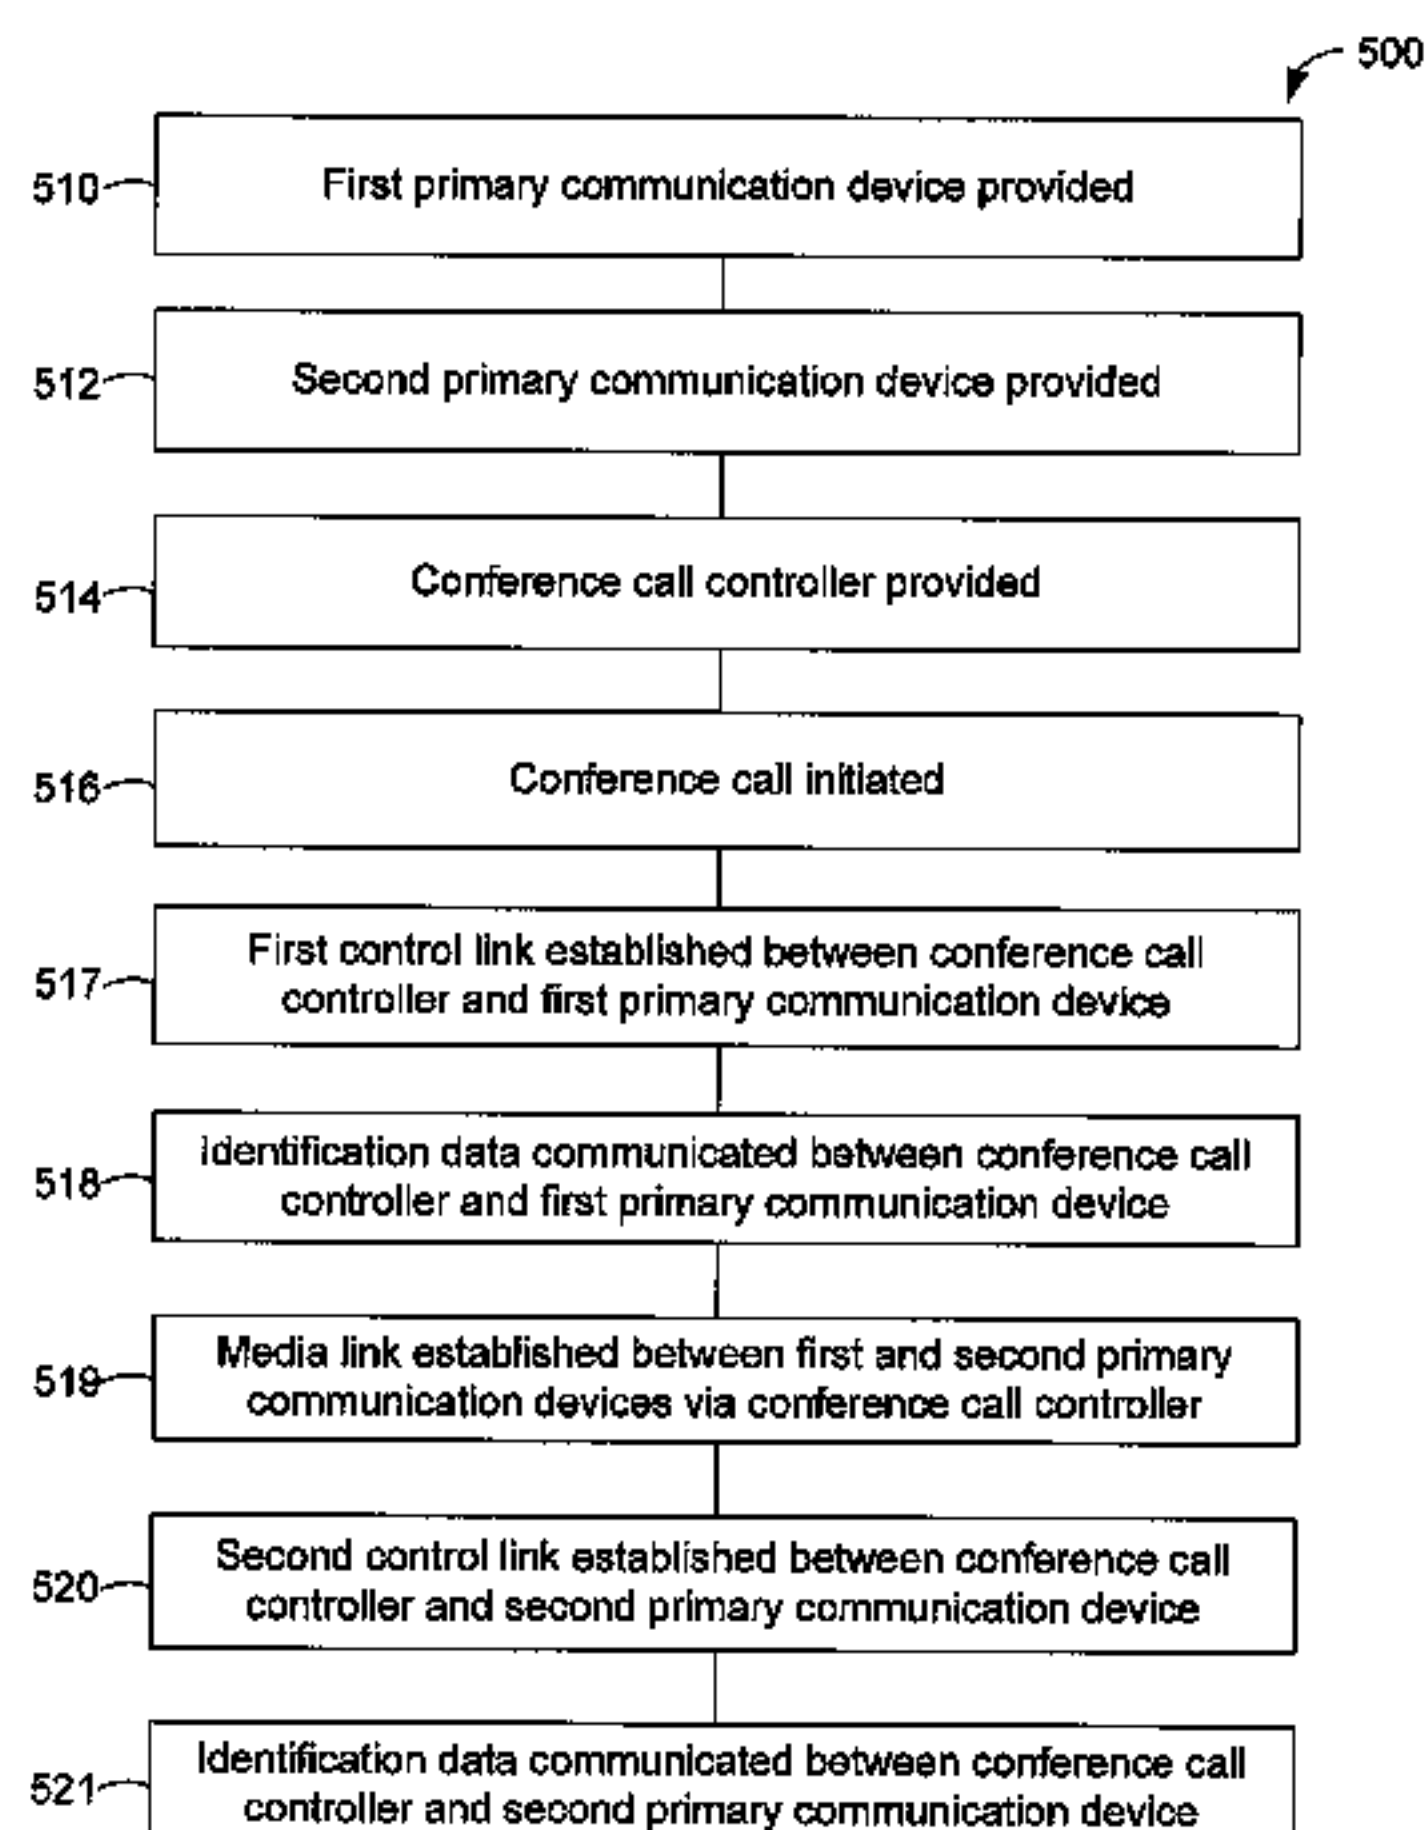 500
510
First primary communication device provided
512
Second primary communication device provided
514
Conference call controller provided
516
Conference call initiated
517
First control link established between conference call
controller and first primary communication device
518
Identification data communicated between conference call
controller and first primary communication device
519
Media link established between first and second primary
communication devices via conference call controller
520
Second control link established between conference call
controller and second primary communication device
521
Identification data communicated between conference call
controller and second primary communication device